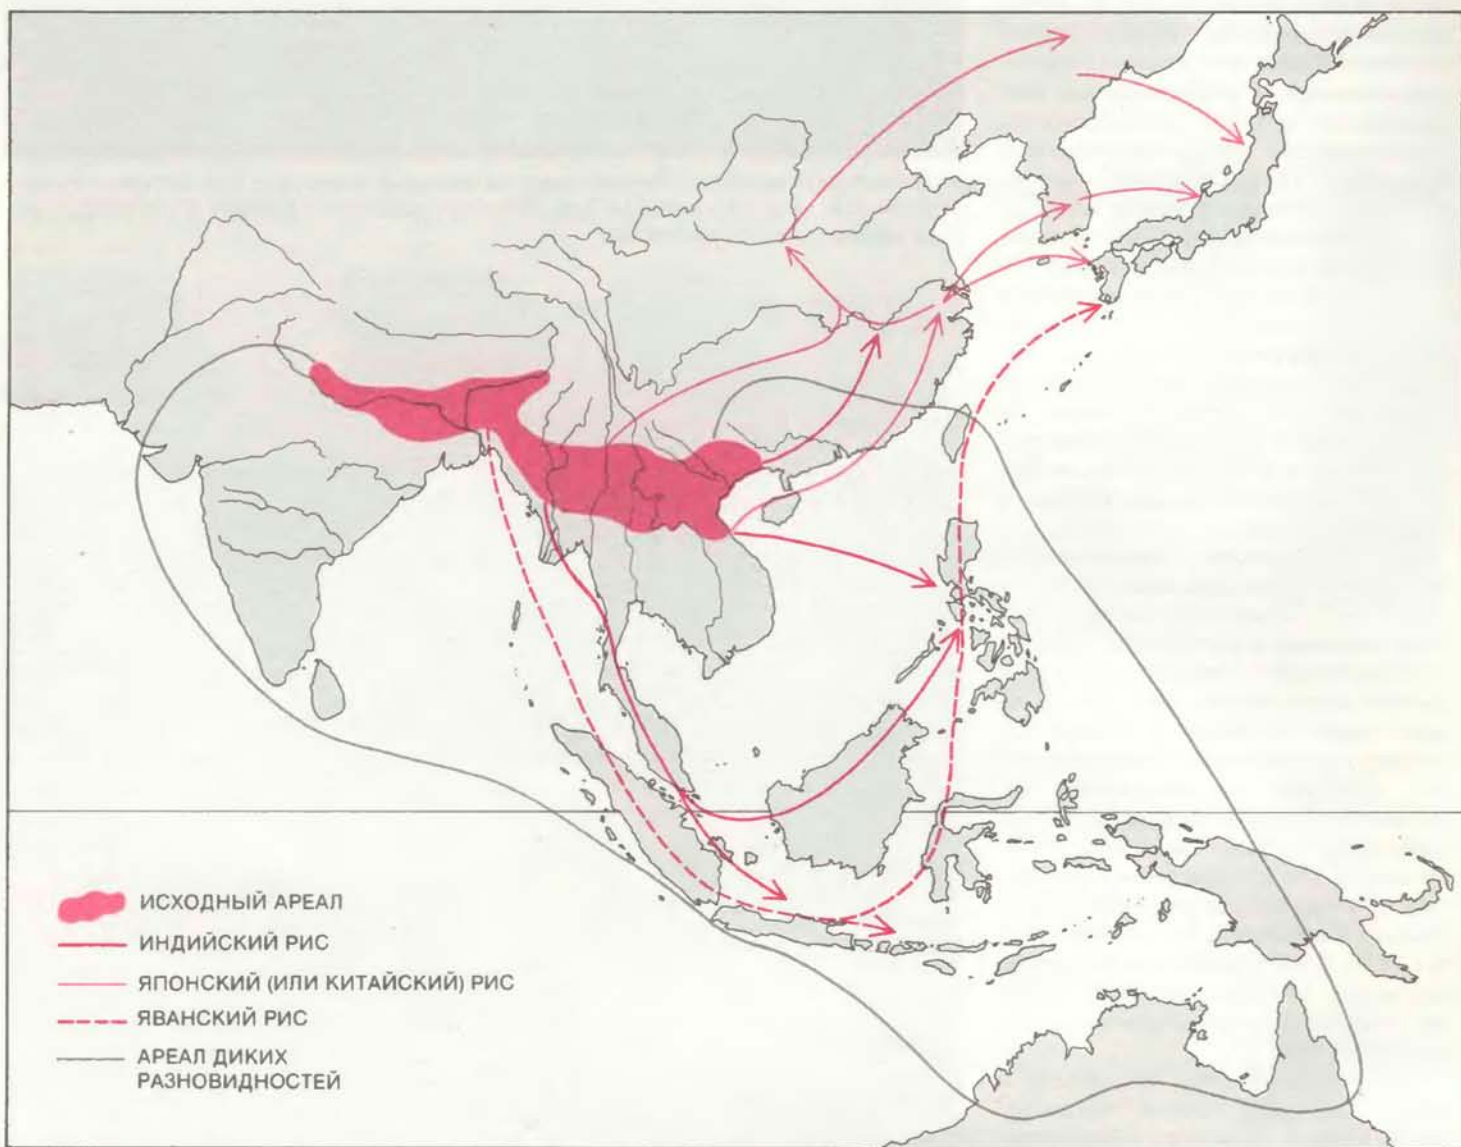 ИСХОДНЫЙ АРЕАЛ
ИНДИЙСКИЙ РИС
ЯПОНСКИЙ (ИЛИ КИТАЙСКИЙ) РИС
ЯВАНСКИЙ РИС
АРЕАЛ ДИКИХ
РАЗНОВИДНОСТЕЙ